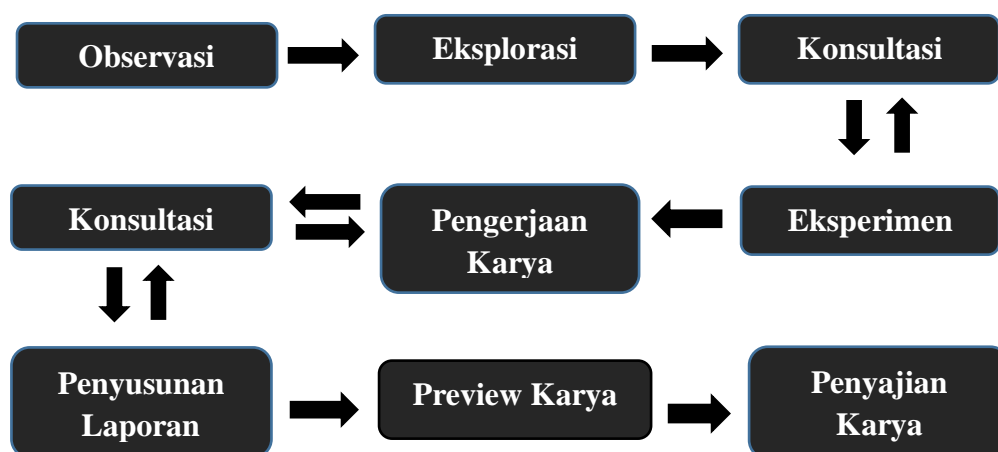 Observasi
Eksplorasi
Konsultasi
Konsultasi
Pengerjaan
Karya
Eksperimen
Penyusunan
Laporan
Preview Karya
Penyajian
Karya